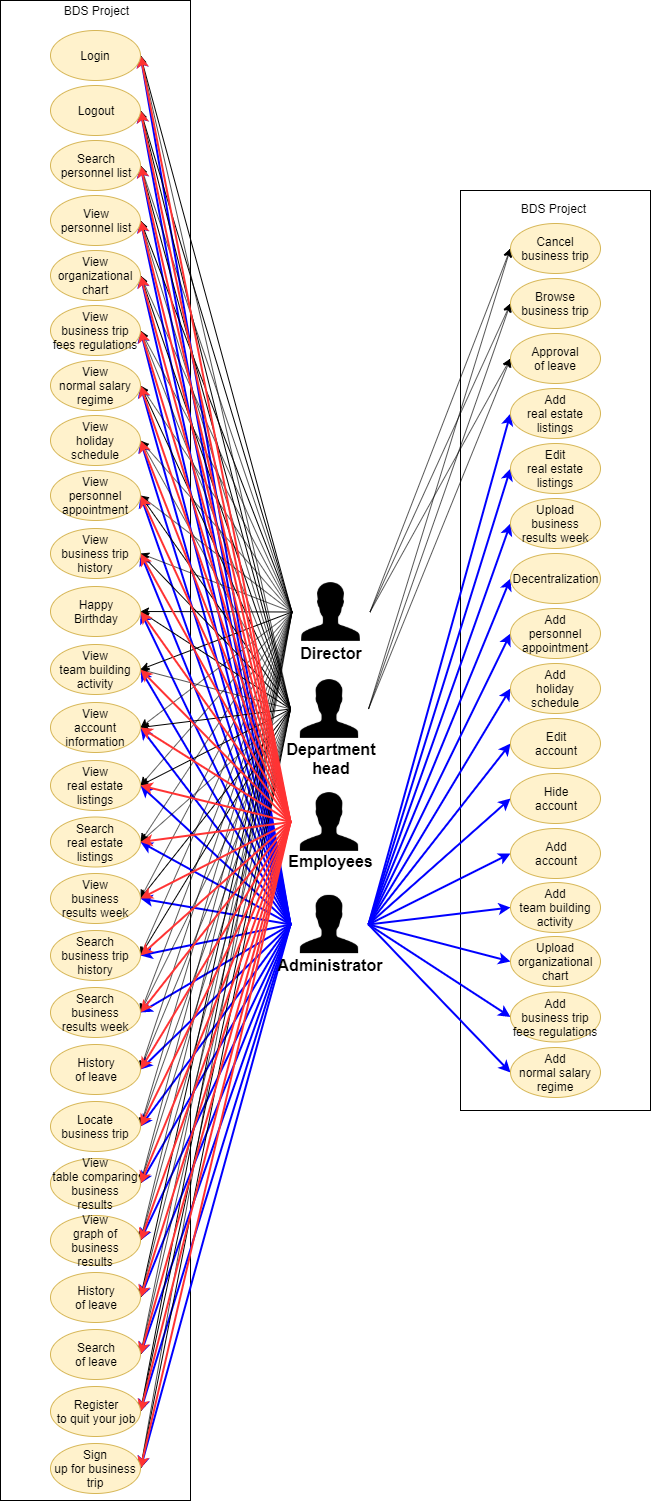 BDS Project
Login
Logout
Search
personnel list
View
personnel list
View
organizational
chart
View
business trip
fees regulations
View
normal salary
regime
View
holiday
schedule
View
personnel
appointment
View
business trip
history
Happy
Birthday
View
team building
activity
View
account
information
View
real estate
listings
Search
real estate
listings
View
business
results week
Search
business trip
history
Search
business
results week
History
of leave
Locate
business trip
View
table comparing
business
results
View
graph of
business
results
History
of leave
Search
of leave
Register
to quit your job
Sign
up for business
trip
Director
Department
head
Employees
Administrator
BDS Project
Cancel
business trip
Browse
business trip
Approval
of leave
Add
real estate
listings
Edit
real estate
listings
Upload
business
results week
Decentralization
Add
personnel
appointment
Add
holiday
schedule
Edit
account
Hide
account
Add
account
Add
team building
activity
Upload
organizational
chart
Add
business trip
fees regulations
Add
normal salary
regime